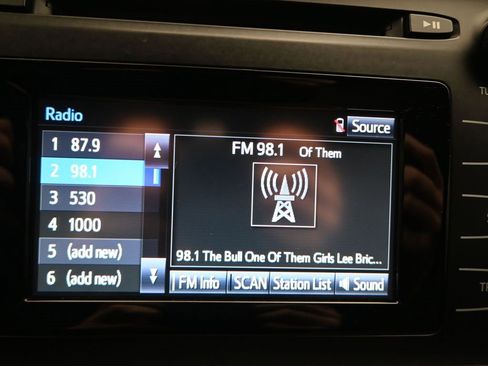 Radio
Source
1 87.9
2 98.1
3 530
4 1000
5 (add new)
6 (add new)
FM 98.1 Of Them
98.1 The Bull One Of Them Girls Lee Bric...
FM Info SCAN Station List Sound
TU